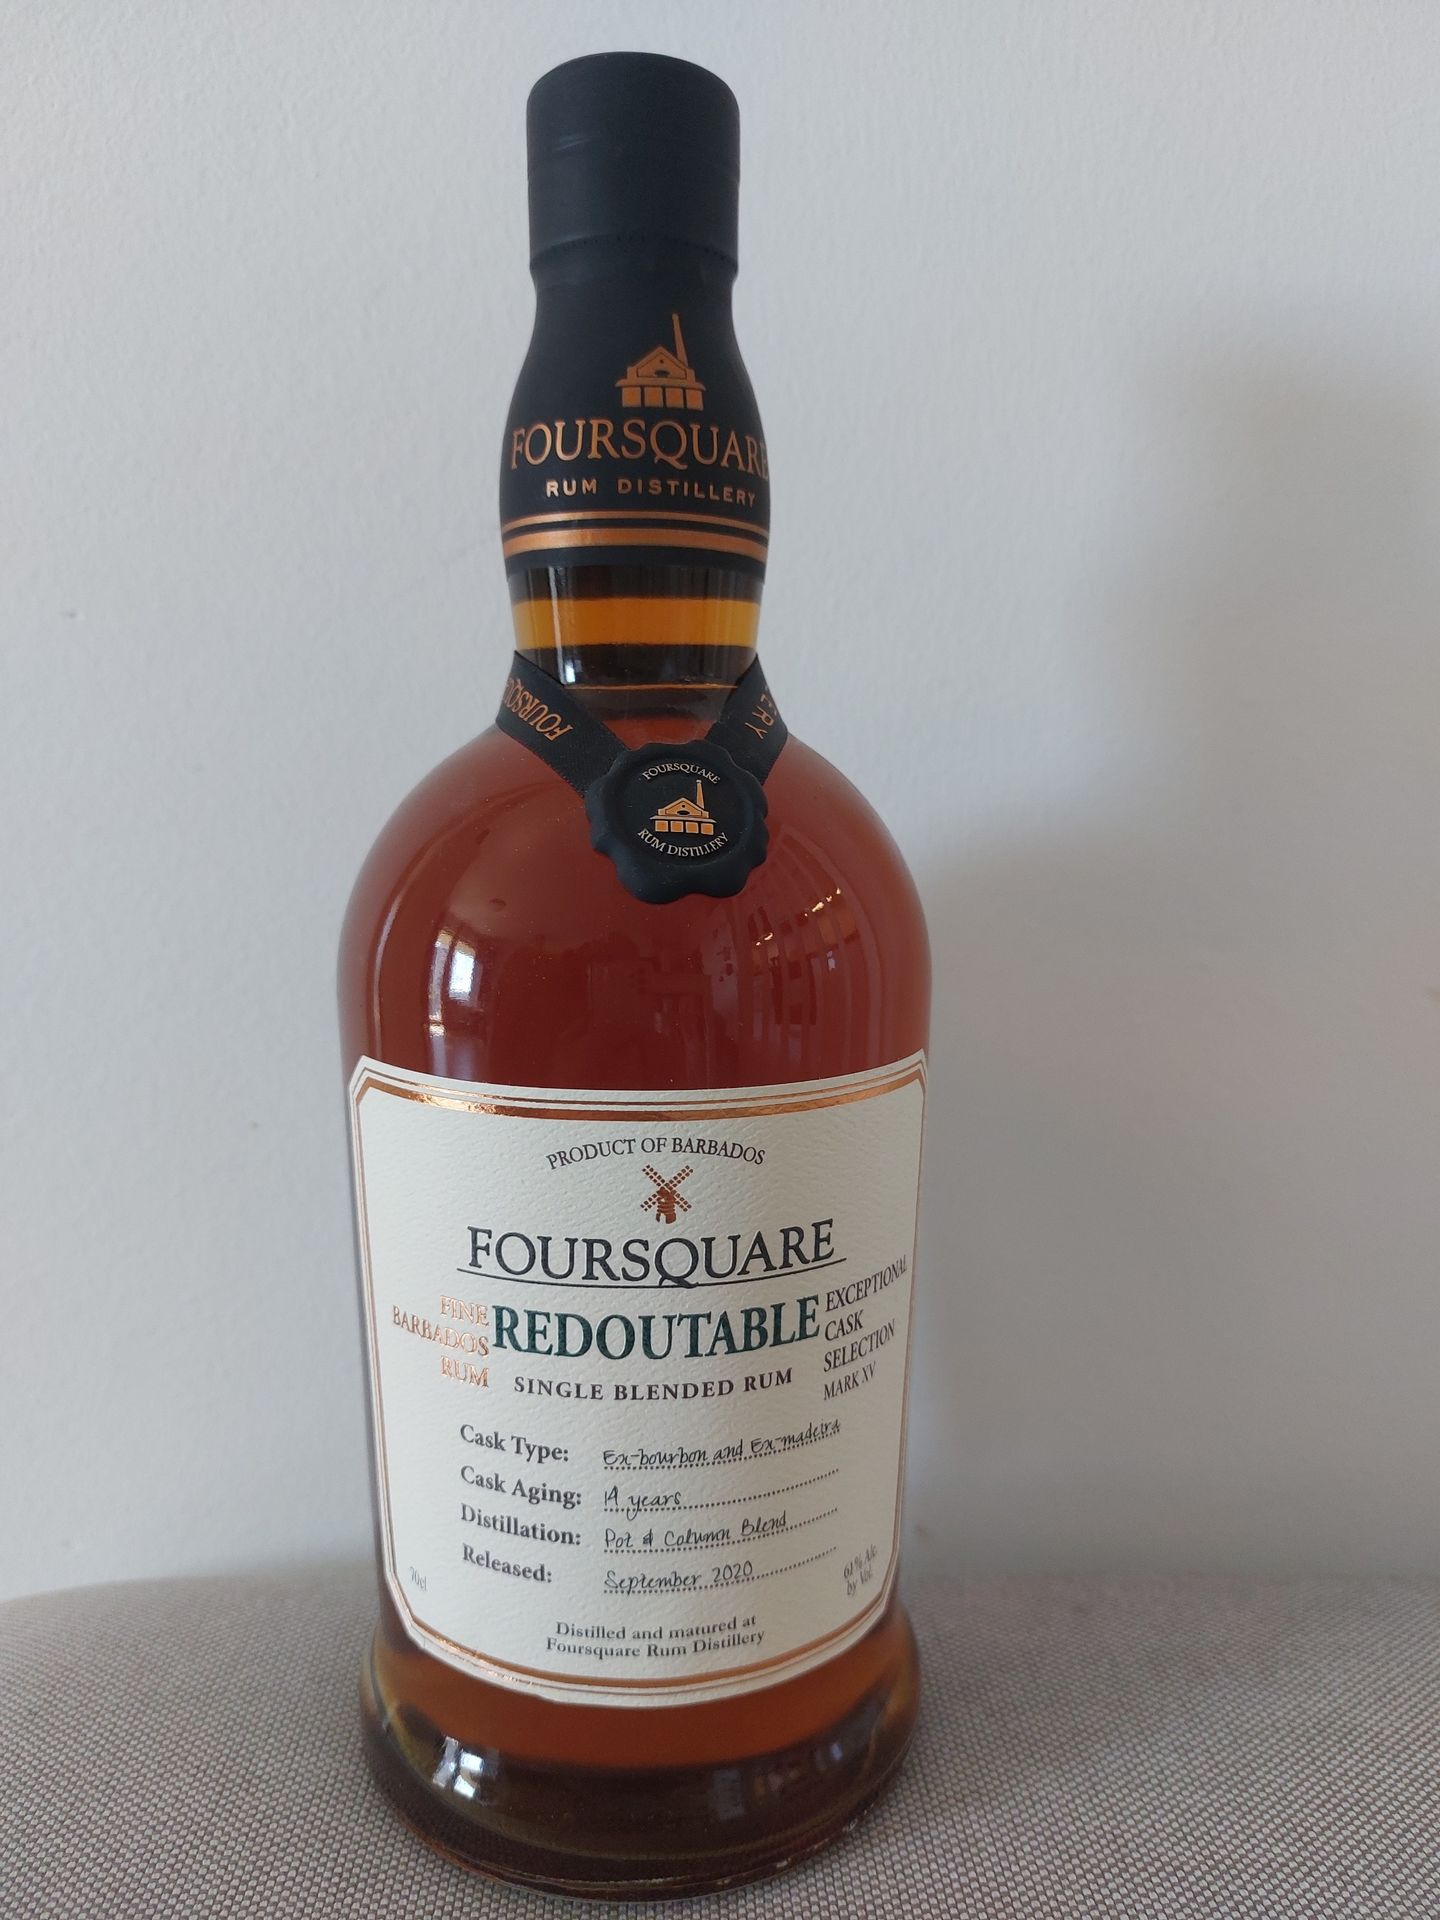 FOURSQUARE
RUM DISTILLERY
FOURSQU
ERY
FOURSQUARE
RUM DISTILLERY
PRODUCT OF BARBADOS
FOURSQUARE
FINE
BARBADOS
RUM
REDOUTABLE
EXCEPTIONAL
CASK
SELECTION
MARK XV
SINGLE BLENDED RUM
Cask Type: Ex-bourbon and Ex-madeira
Cask Aging: 14 years
Distillation: Pot & Column Blend
Released: September 2020
70cl
61% Alc.
by Vol.
Distilled and matured at
Foursquare Rum Distillery